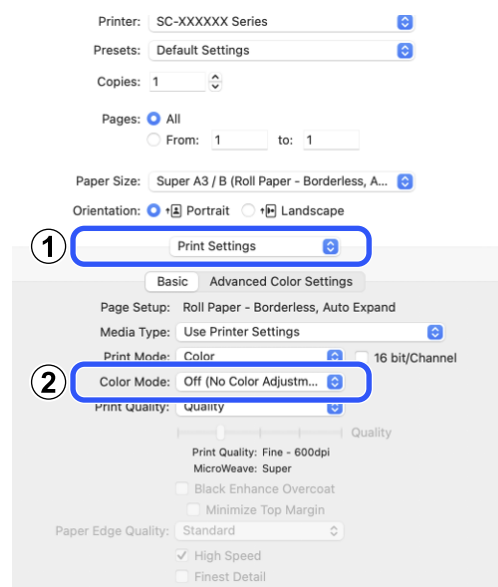 Printer: SC-XXXXXX Series
Presets: Default Settings
Copies: 1
Pages: All
From: 1 to: 1
Paper Size: Super A3 / B (Roll Paper - Borderless, A...
Orientation: Portrait Landscape
1 Print Settings
Basic Advanced Color Settings
Page Setup: Roll Paper - Borderless, Auto Expand
Media Type: Use Printer Settings
Print Mode: Color 16 bit/Channel
2 Color Mode: Off (No Color Adjustm...
Print Quality: Quality
Quality
Print Quality: Fine - 600dpi
MicroWeave: Super
Black Enhance Overcoat
Minimize Top Margin
Paper Edge Quality: Standard
High Speed
Finest Detail